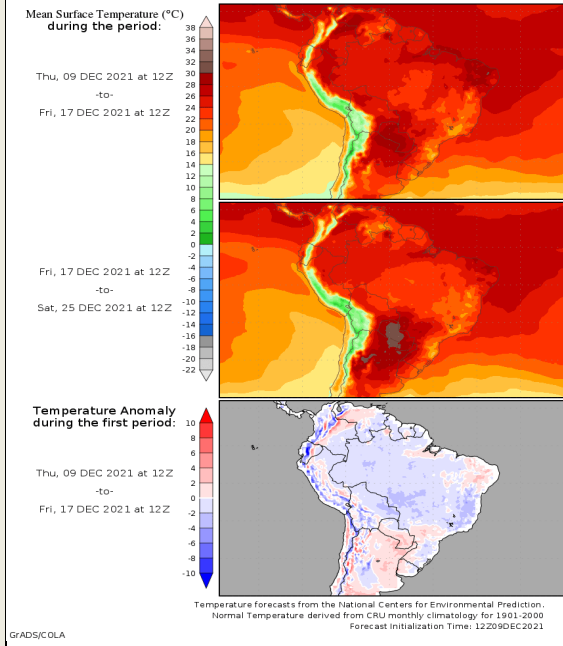 Mean Surface Temperature (°C)
during the period:
Thu, 09 DEC 2021 at 12Z
-to-
Fri, 17 DEC 2021 at 12Z
38
36
34
32
30
28
26
24
22
20
18
16
14
12
10
8
6
4
2
0
-2
-4
-6
-8
-10
-12
-14
-16
-18
-20
-22
Fri, 17 DEC 2021 at 12Z
-to-
Sat, 25 DEC 2021 at 12Z
Temperature Anomaly
during the first period:
Thu, 09 DEC 2021 at 12Z
-to-
Fri, 17 DEC 2021 at 12Z
10
8
6
4
2
0
-2
-4
-6
-8
-10
Temperature forecasts from the National Centers for Environmental Prediction.
Normal Temperature derived from CRU monthly climatology for 1901-2000
Forecast Initialization Time: 12Z09DEC2021
GrADS/COLA